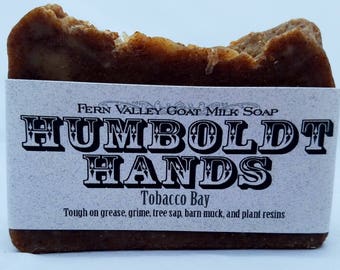 Fern Valley Goat Milk Soap
HUMBOLDT
HANDS
Tobacco Bay
Tough on grease, grime, tree sap, barn muck, and plant resins